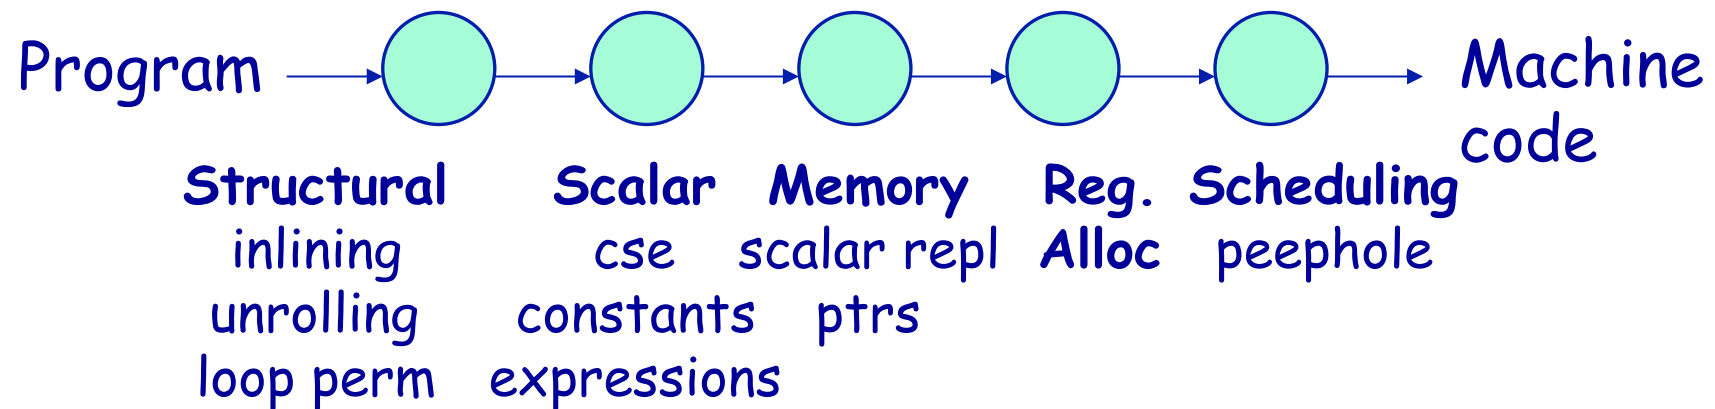 Program
Machine
code
Structural
inlining
unrolling
loop perm
Scalar
cse
constants
expressions
Memory
scalar repl
ptrs
Reg.
Alloc
Scheduling
peephole